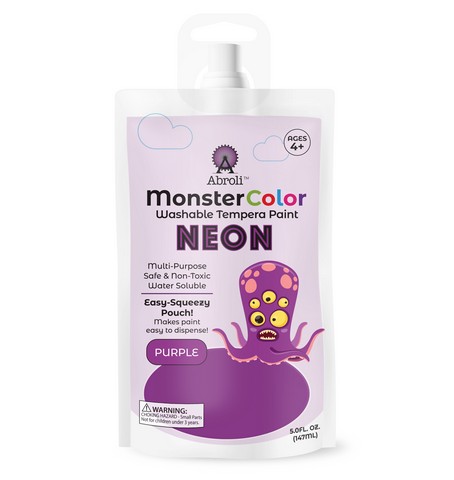 AGES
4+
Abroli™
MonsterColor
Washable Tempera Paint
NEON
Multi-Purpose
Safe & Non-Toxic
Water Soluble
Easy-Squeezy
Pouch!
Makes paint
easy to dispense!
PURPLE
WARNING:
CHOKING HAZARD - Small Parts
Not for children under 3 years.
5.0FL. OZ.
(147ML)